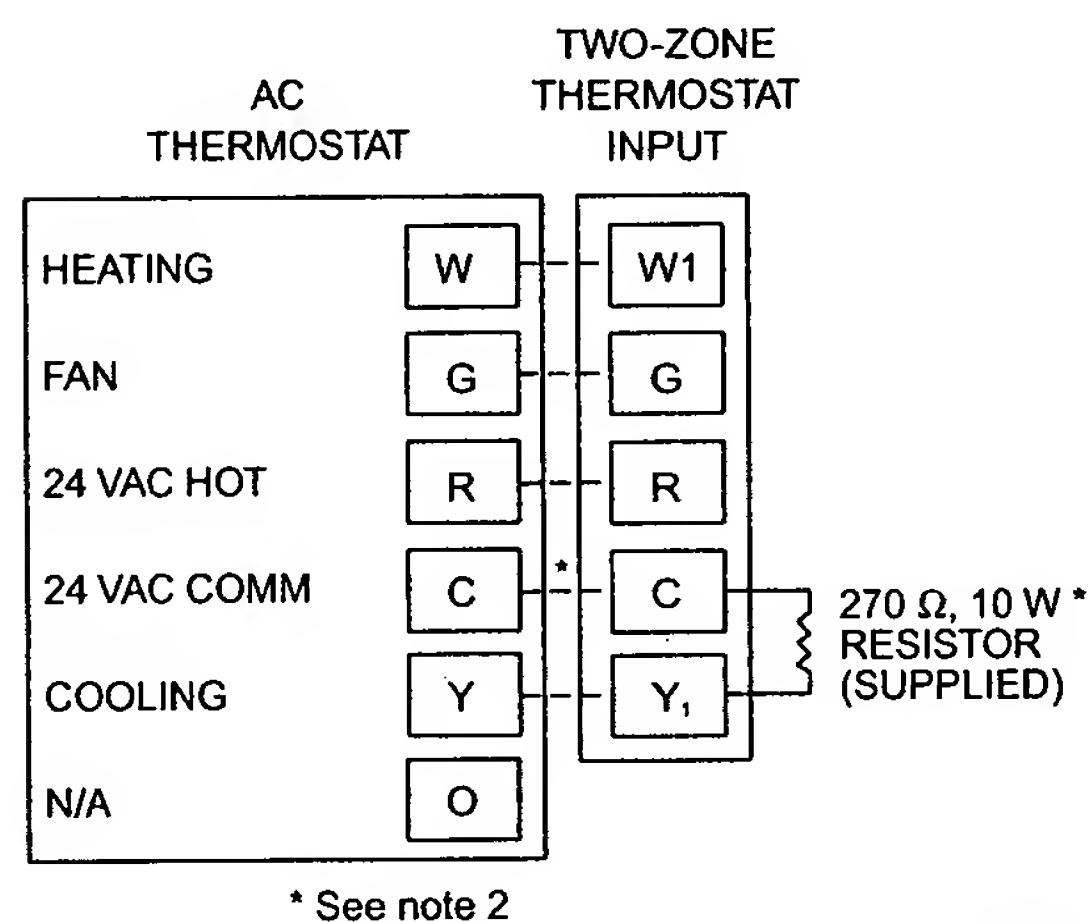 AC
THERMOSTAT
TWO-ZONE
THERMOSTAT
INPUT
HEATING W W1
FAN G G
24 VAC HOT R R
24 VAC COMM C * C
COOLING Y Y₁
N/A O
270 Ω, 10 W *
RESISTOR
(SUPPLIED)
* See note 2